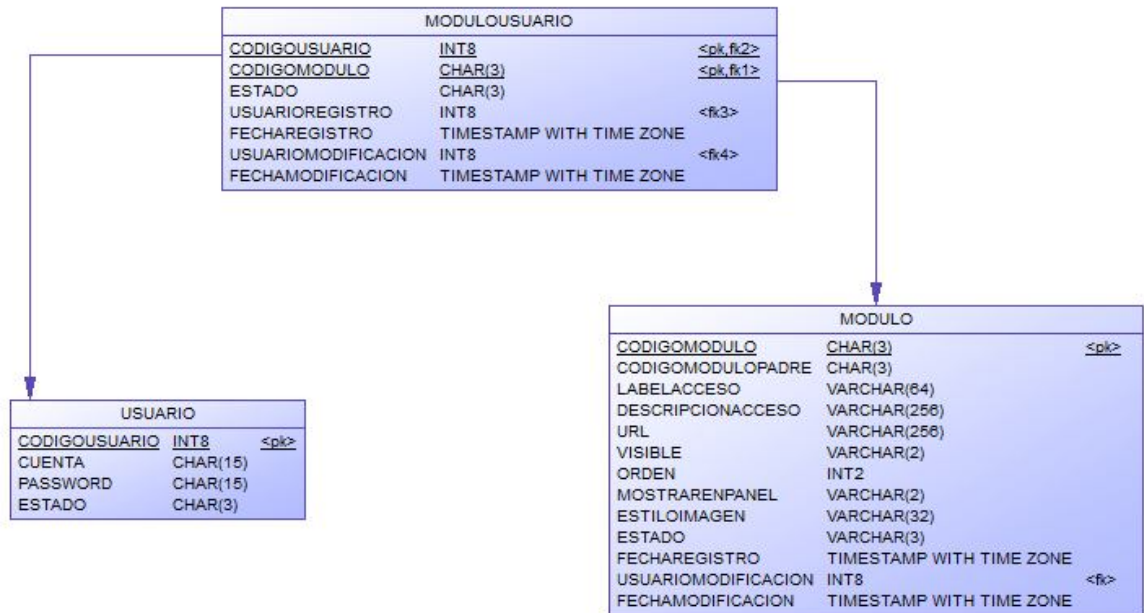 MODULOUSUARIO
CODIGOUSUARIO INT8 <pk,fk2>
CODIGOMODULO CHAR(3) <pk,fk1>
ESTADO CHAR(3)
USUARIOREGISTRO INT8 <fk3>
FECHAREGISTRO TIMESTAMP WITH TIME ZONE
USUARIOMODIFICACION INT8 <fk4>
FECHAMODIFICACION TIMESTAMP WITH TIME ZONE
USUARIO
CODIGOUSUARIO INT8 <pk>
CUENTA CHAR(15)
PASSWORD CHAR(15)
ESTADO CHAR(3)
MODULO
CODIGOMODULO CHAR(3) <pk>
CODIGOMODULOPADRE CHAR(3)
LABELACCESO VARCHAR(64)
DESCRIPCIONACCESO VARCHAR(256)
URL VARCHAR(256)
VISIBLE VARCHAR(2)
ORDEN INT2
MOSTRARENPANEL VARCHAR(2)
ESTILOIMAGEN VARCHAR(32)
ESTADO VARCHAR(3)
FECHAREGISTRO TIMESTAMP WITH TIME ZONE
USUARIOMODIFICACION INT8 <fk>
FECHAMODIFICACION TIMESTAMP WITH TIME ZONE